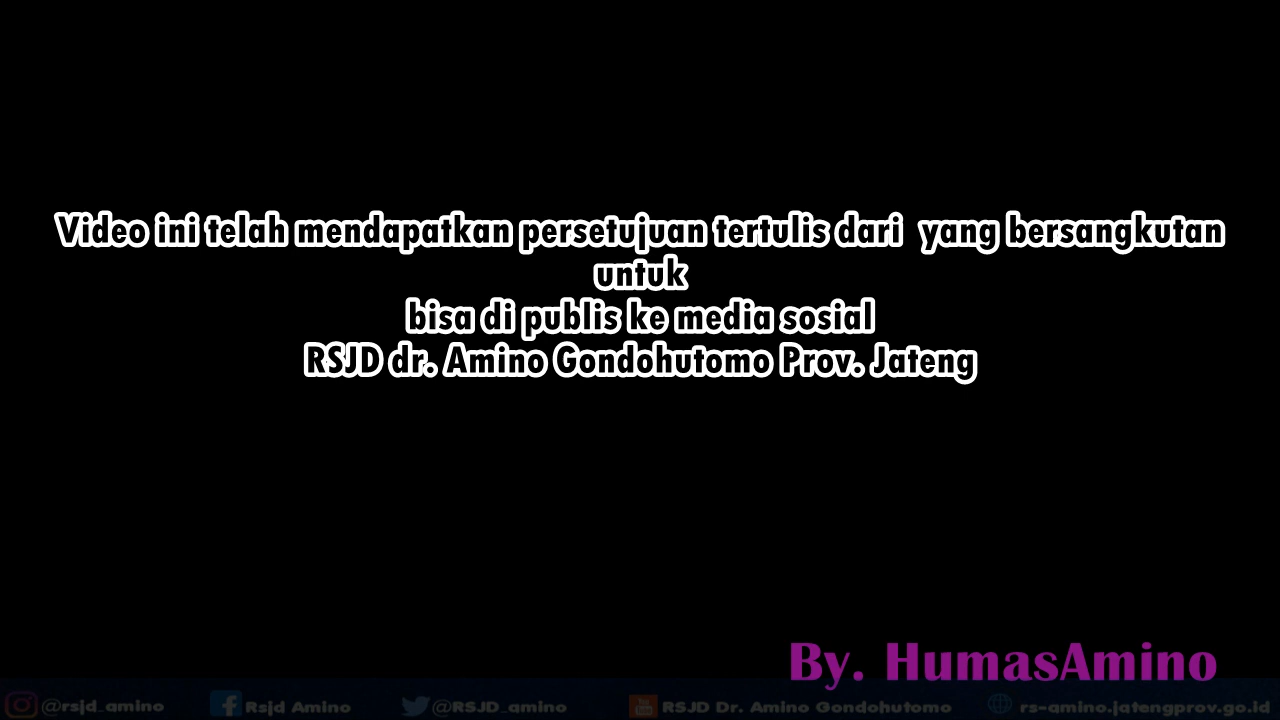 Video ini telah mendapatkan persetujuan tertulis dari yang bersangkutan
untuk
bisa di publis ke media sosial
RSJD dr. Amino Gondohutomo Prov. Jateng
By. HumasAmino
@rsjd_amino Rsjd Amino @RSJD_amino RSJD Dr. Amino Gondohutomo rs-amino.jatengprov.go.id